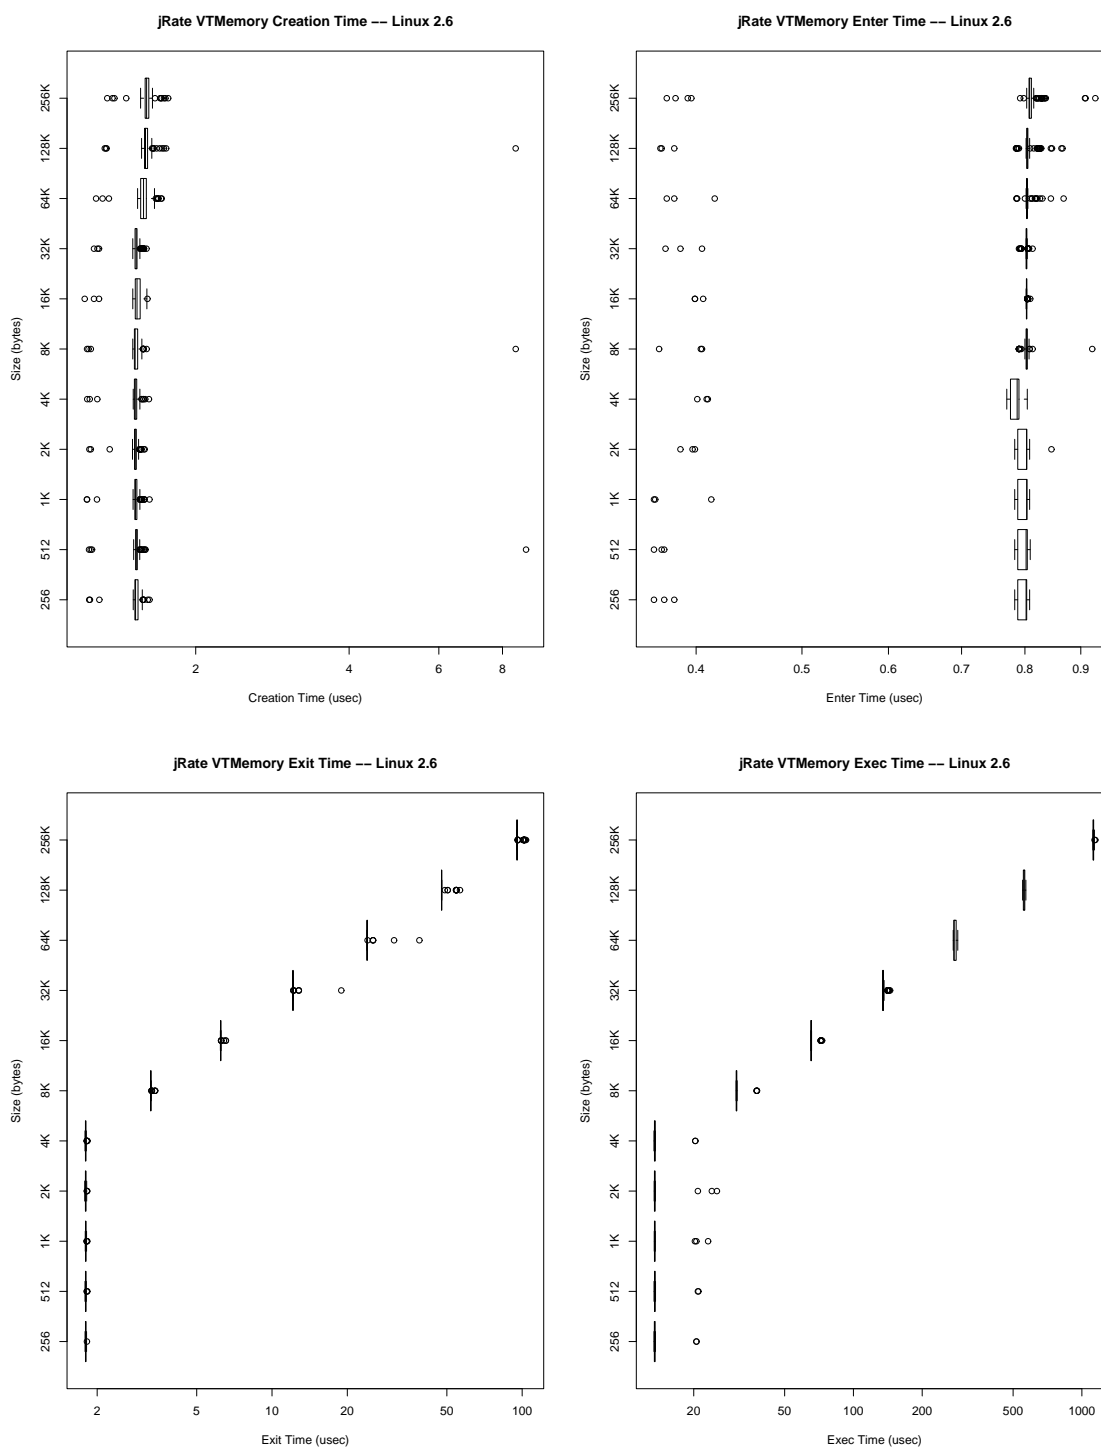 jRate VTMemory Creation Time −− Linux 2.6
Size (bytes)
256K
128K
64K
32K
16K
8K
4K
2K
1K
512
256
2 4 6 8
Creation Time (usec)
jRate VTMemory Enter Time −− Linux 2.6
Size (bytes)
256K
128K
64K
32K
16K
8K
4K
2K
1K
512
256
0.4 0.5 0.6 0.7 0.8 0.9
Enter Time (usec)
jRate VTMemory Exit Time −− Linux 2.6
Size (bytes)
256K
128K
64K
32K
16K
8K
4K
2K
1K
512
256
2 5 10 20 50 100
Exit Time (usec)
jRate VTMemory Exec Time −− Linux 2.6
Size (bytes)
256K
128K
64K
32K
16K
8K
4K
2K
1K
512
256
20 50 100 200 500 1000
Exec Time (usec)